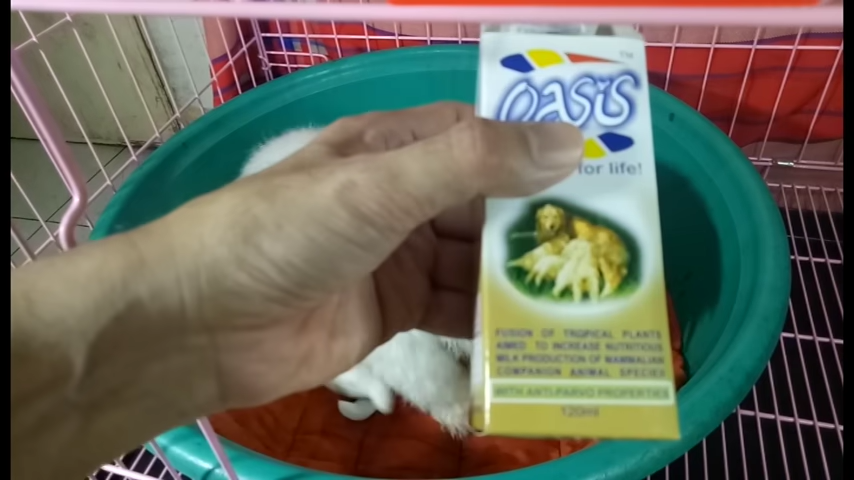 TM
Oasis
for life!
FUSION OF TROPICAL PLANTS
AIMED TO INCREASE NUTRITIOUS
MILK PRODUCTION OF MAMMALIAN
COMPANION ANIMAL SPECIES
WITH ANTI-PARVO PROPERTIES
120ml